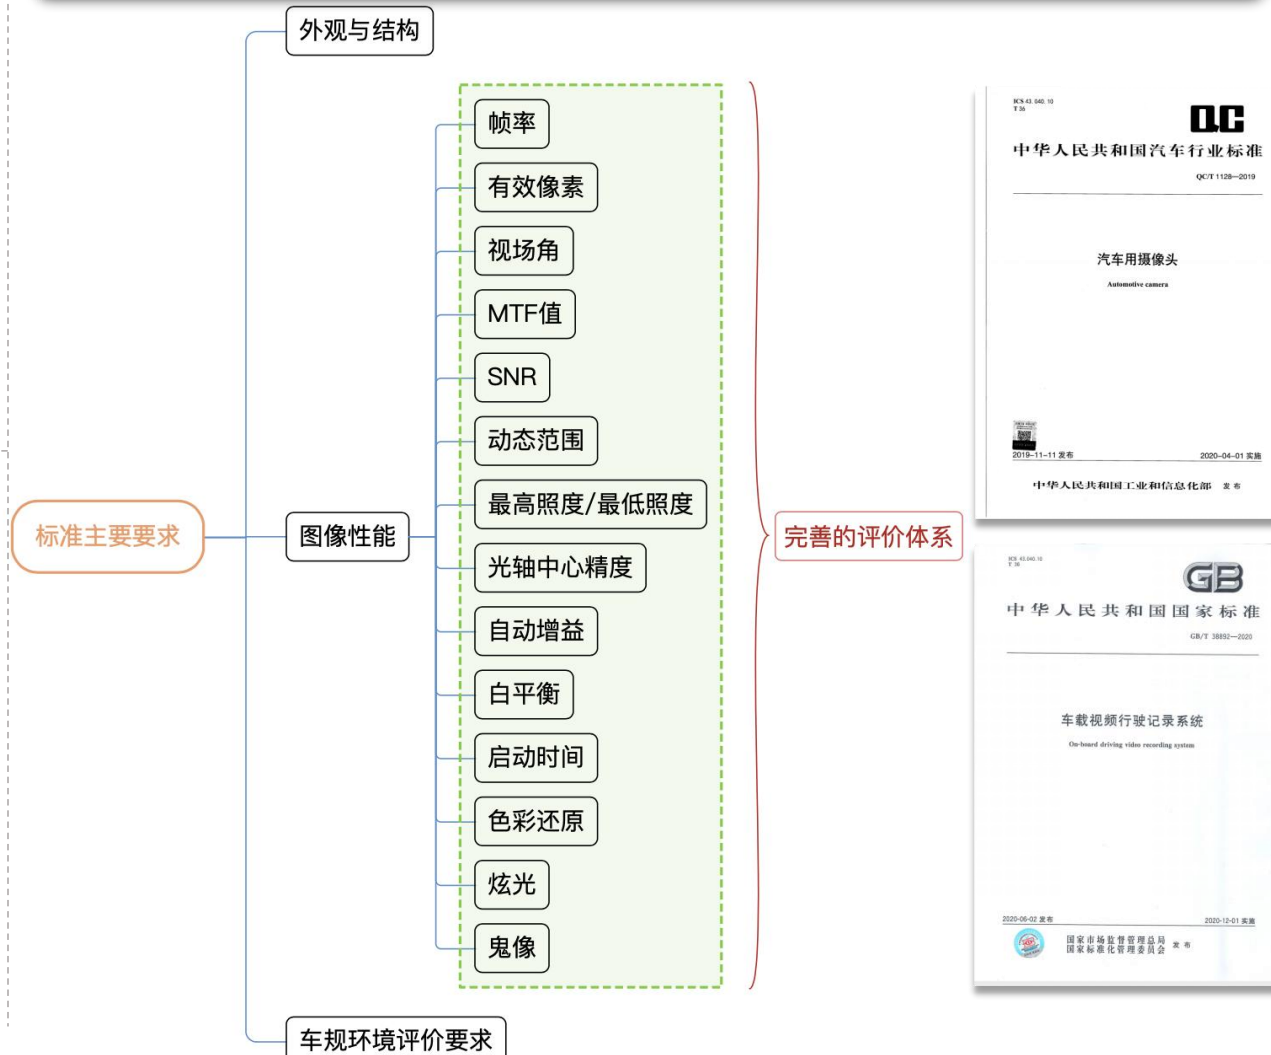 外观与结构
帧率
有效像素
视场角
MTF值
SNR
动态范围
最高照度/最低照度
光轴中心精度
自动增益
白平衡
启动时间
色彩还原
炫光
鬼像
标准主要要求
图像性能
车规环境评价要求
完善的评价体系
ICS 43.040.10
T 36
QC
中华人民共和国汽车行业标准
QC/T 1128—2019
汽车用摄像头
Automotive camera
2019-11-11 发布
2020-04-01 实施
中华人民共和国工业和信息化部 发布
ICS 43.040.10
T 36
GB
中华人民共和国国家标准
GB/T 38892—2020
车载视频行驶记录系统
On-board driving video recording system
2020-06-02 发布
2020-12-01 实施
国家市场监督管理总局
国家标准化管理委员会
发布